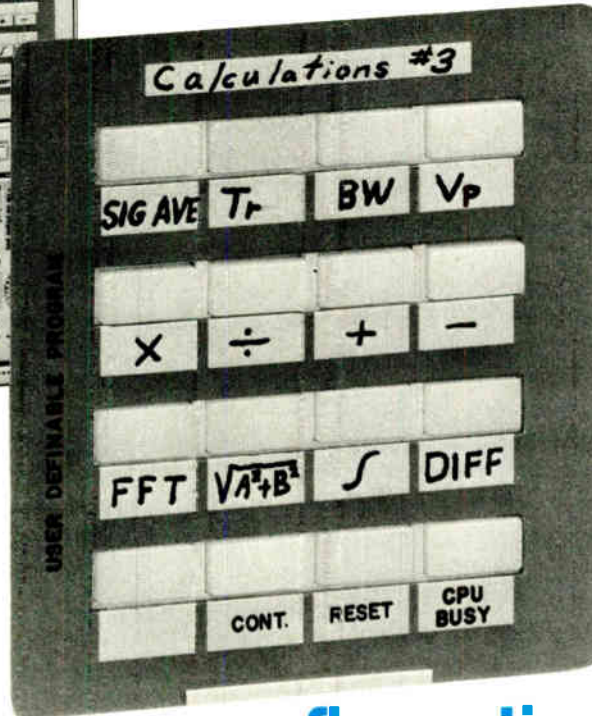 Calculations #3
SIG AVE Tr BW Vp
× ÷ + −
FFT √A²+B² ∫ DIFF
CONT. RESET CPU BUSY
USER DEFINABLE PROGRAM